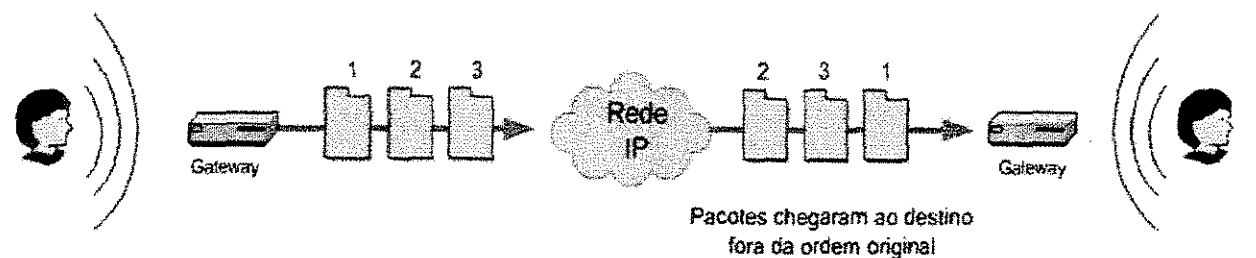 1 2 3
2 3 1
Rede
IP
Gateway
Gateway
Pacotes chegaram ao destino
fora da ordem original